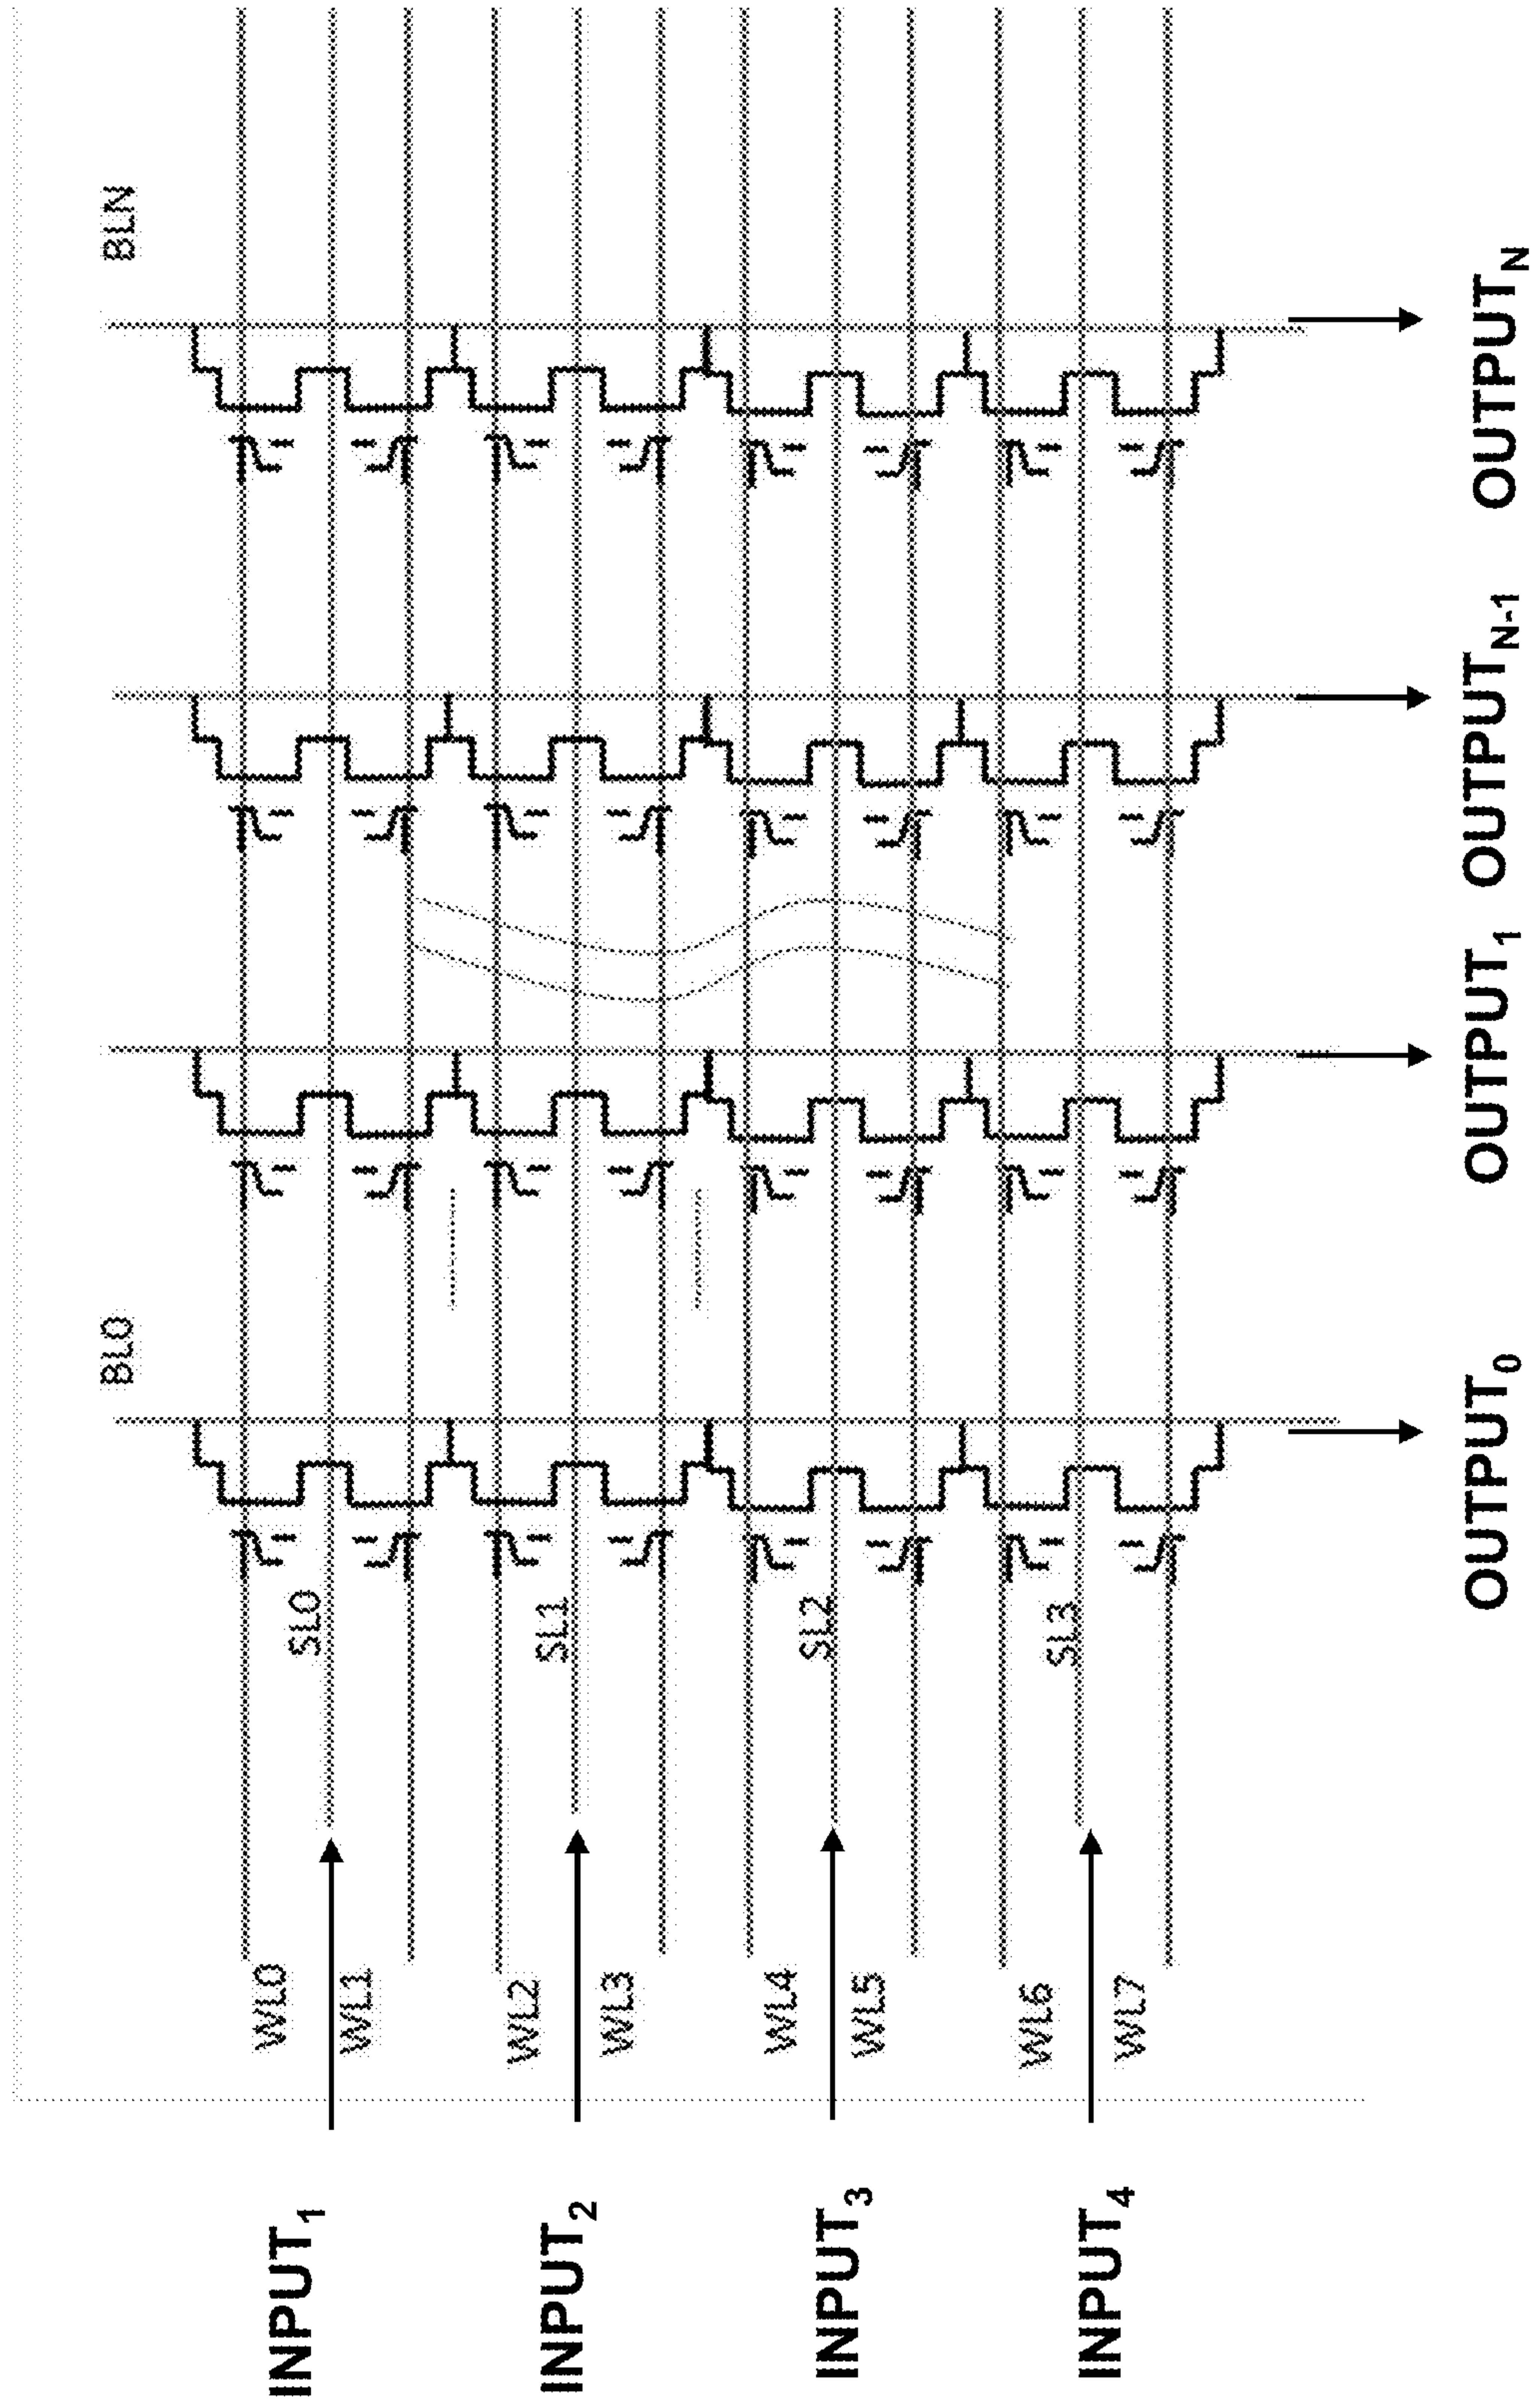 BL0
BLN
INPUT1
WL0
SL0
WL1
INPUT2
WL2
SL1
WL3
INPUT3
WL4
SL2
WL5
INPUT4
WL6
SL3
WL7
OUTPUT0
OUTPUT1
OUTPUTN-1
OUTPUTN